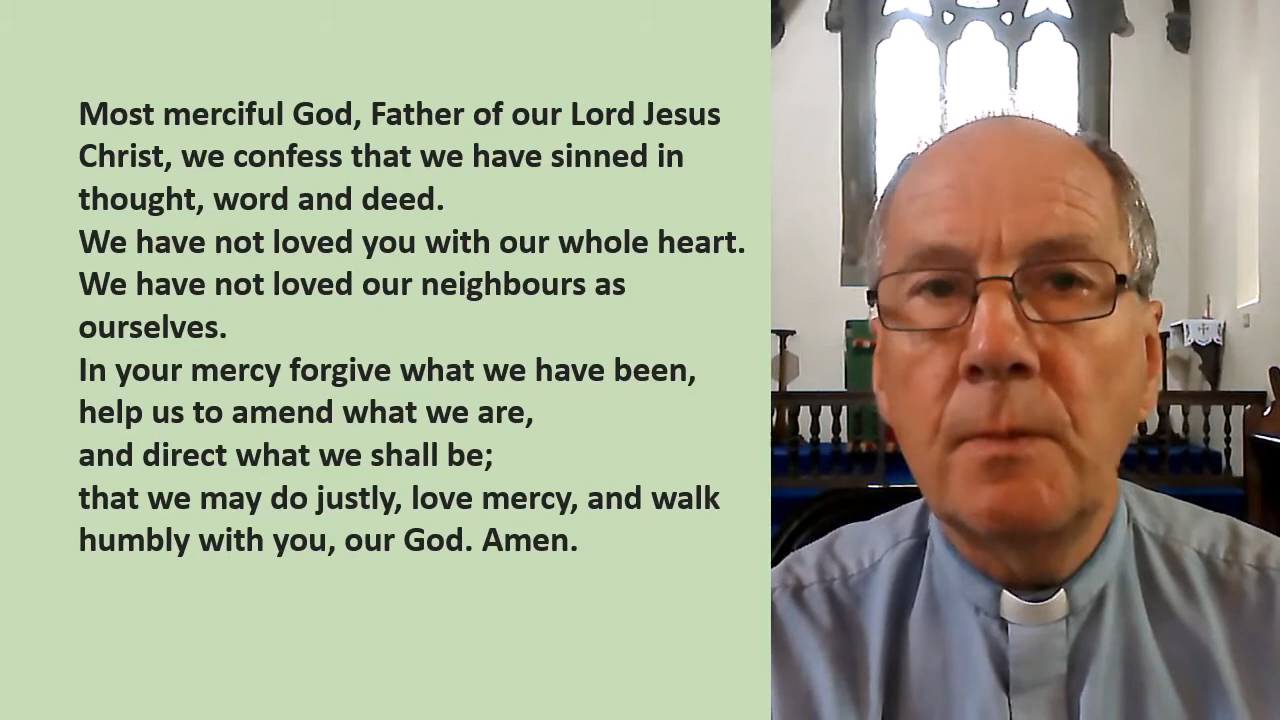 Most merciful God, Father of our Lord Jesus
Christ, we confess that we have sinned in
thought, word and deed.
We have not loved you with our whole heart.
We have not loved our neighbours as
ourselves.
In your mercy forgive what we have been,
help us to amend what we are,
and direct what we shall be;
that we may do justly, love mercy, and walk
humbly with you, our God. Amen.